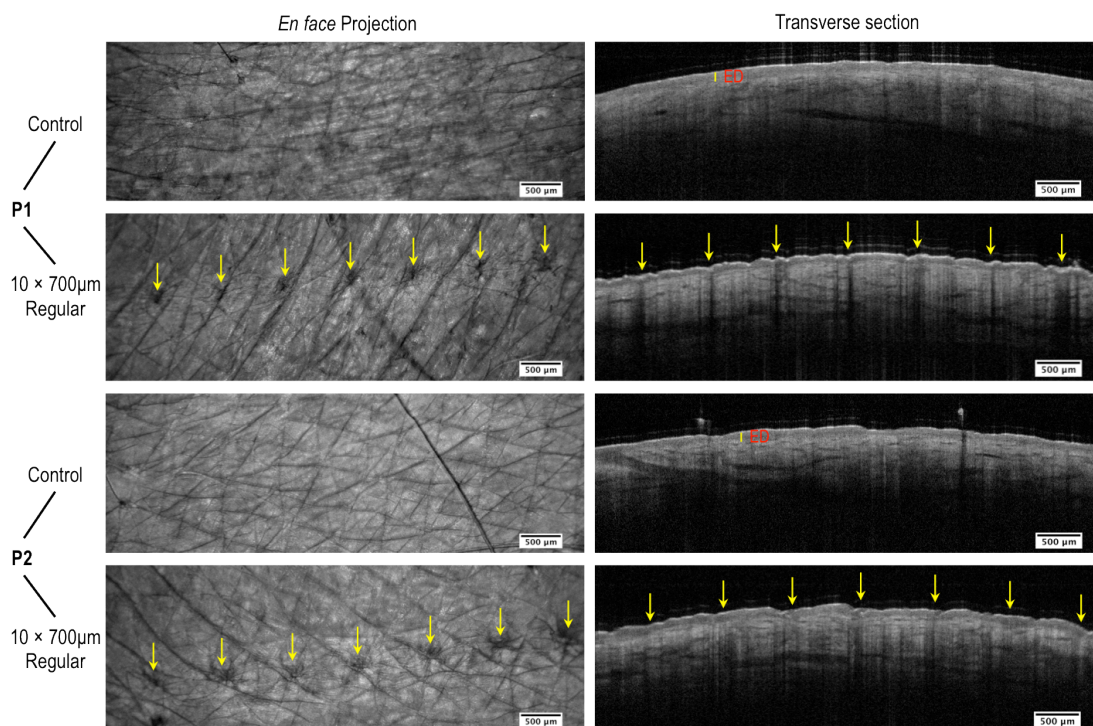 En face Projection
Transverse section
Control
ED
500 µm
500 µm
P1
10 × 700µm
Regular
500 µm
500 µm
Control
ED
500 µm
500 µm
P2
10 × 700µm
Regular
500 µm
500 µm